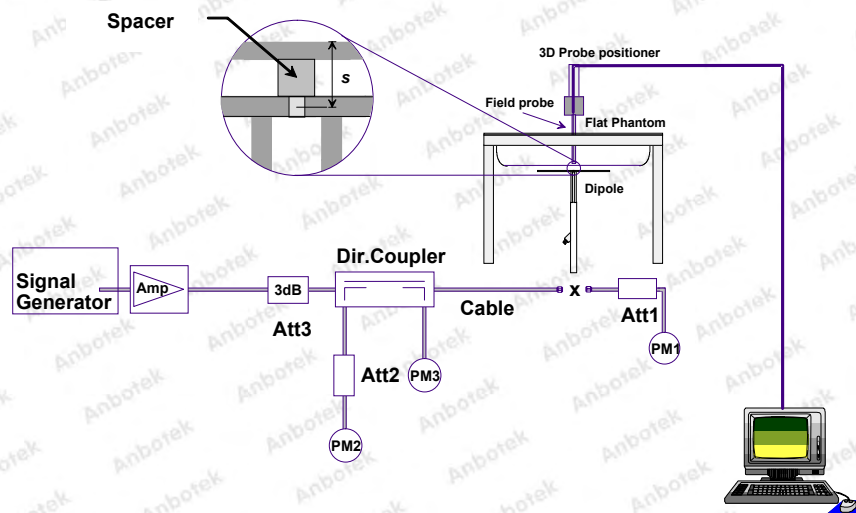 Spacer
s
3D Probe positioner
Field probe
Flat Phantom
Dipole
Signal
Generator
Amp
3dB
Att3
Dir.Coupler
Cable
x
Att1
PM1
Att2
PM3
PM2
Anbotek